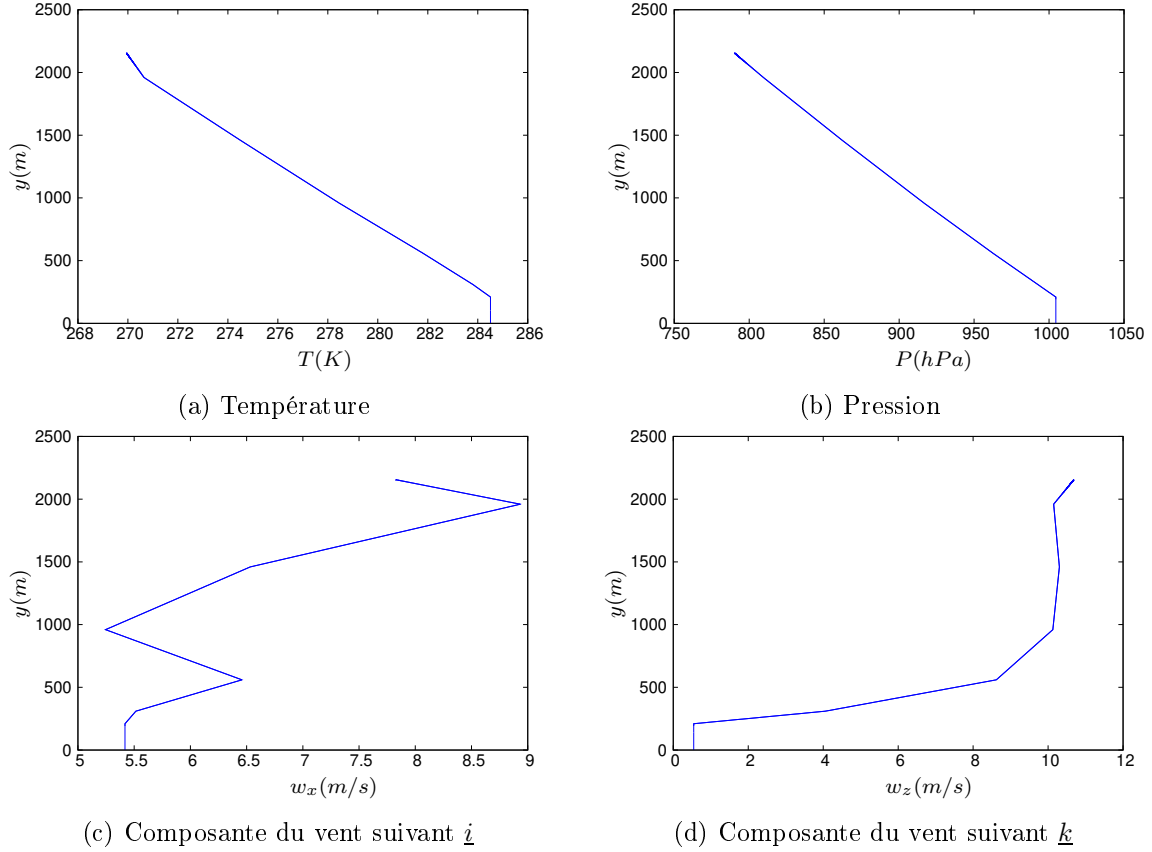 2500
2000
1500
1000
500
0
y(m)
268 270 272 274 276 278 280 282 284 286
T(K)
(a) Température
2500
2000
1500
1000
500
0
y(m)
750 800 850 900 950 1000 1050
P(hPa)
(b) Pression
2500
2000
1500
1000
500
0
y(m)
5 5.5 6 6.5 7 7.5 8 8.5 9
w_x(m/s)
(c) Composante du vent suivant i
2500
2000
1500
1000
500
0
y(m)
0 2 4 6 8 10 12
w_z(m/s)
(d) Composante du vent suivant k